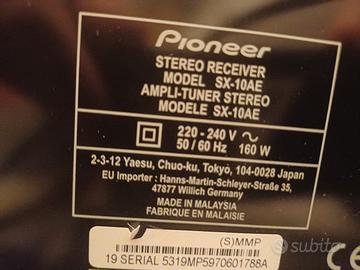 Pioneer
STEREO RECEIVER
MODEL SX-10AE
AMPLI-TUNER STEREO
MODELE SX-10AE
220 - 240 V ~
50 / 60 Hz 160 W
2-3-12 Yaesu, Chuo-ku, Tokyo, 104-0028 Japan
EU Importer : Hanns-Martin-Schleyer-Straße 35,
47877 Willich Germany
MADE IN MALAYSIA
FABRIQUE EN MALAISIE
(S)MMP
19 SERIAL 5319MP5970601788A
subito
CE